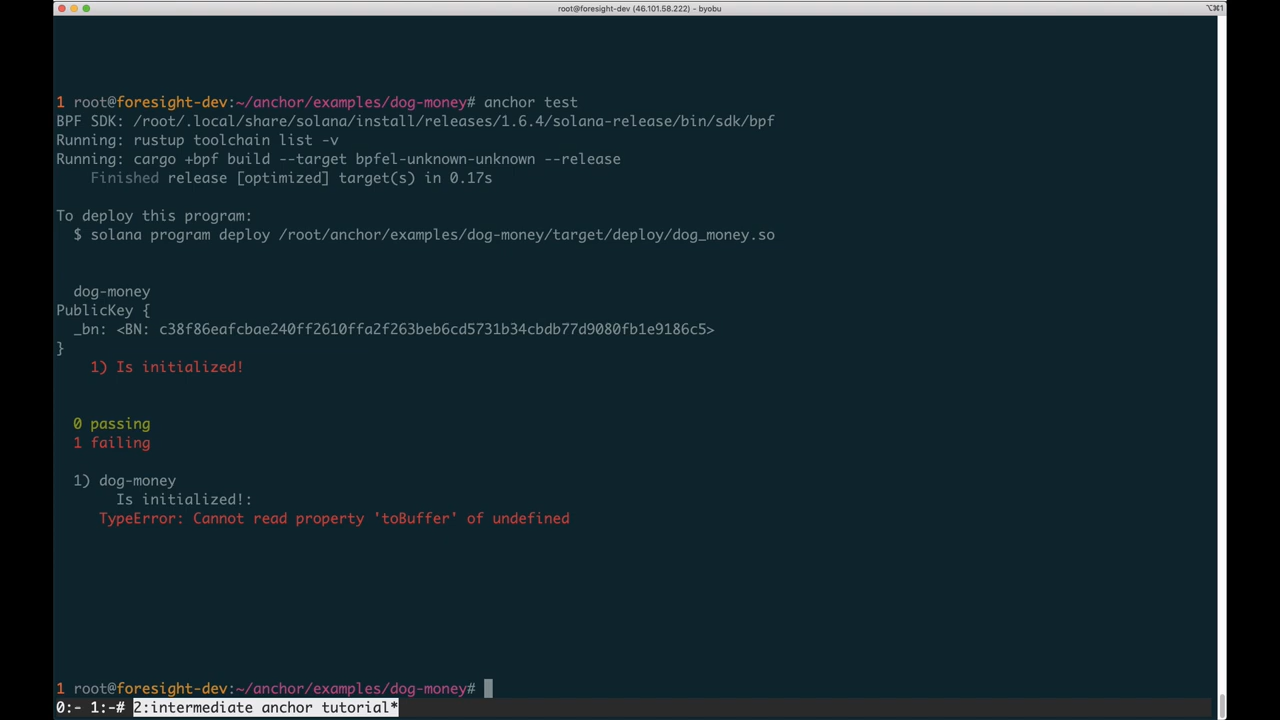 root@foresight-dev (46.101.58.222) - byobu
⌥⌘1
1 root@foresight-dev:~/anchor/examples/dog-money# anchor test
BPF SDK: /root/.local/share/solana/install/releases/1.6.4/solana-release/bin/sdk/bpf
Running: rustup toolchain list -v
Running: cargo +bpf build --target bpfel-unknown-unknown --release
Finished release [optimized] target(s) in 0.17s
To deploy this program:
$ solana program deploy /root/anchor/examples/dog-money/target/deploy/dog_money.so
dog-money
PublicKey {
_bn: <BN: c38f86eafcbae240ff2610ffa2f263beb6cd5731b34cbdb77d9080fb1e9186c5>
}
1) Is initialized!
0 passing
1 failing
1) dog-money
Is initialized!:
TypeError: Cannot read property 'toBuffer' of undefined
1 root@foresight-dev:~/anchor/examples/dog-money#
0:- 1:-# 2:intermediate anchor tutorial*